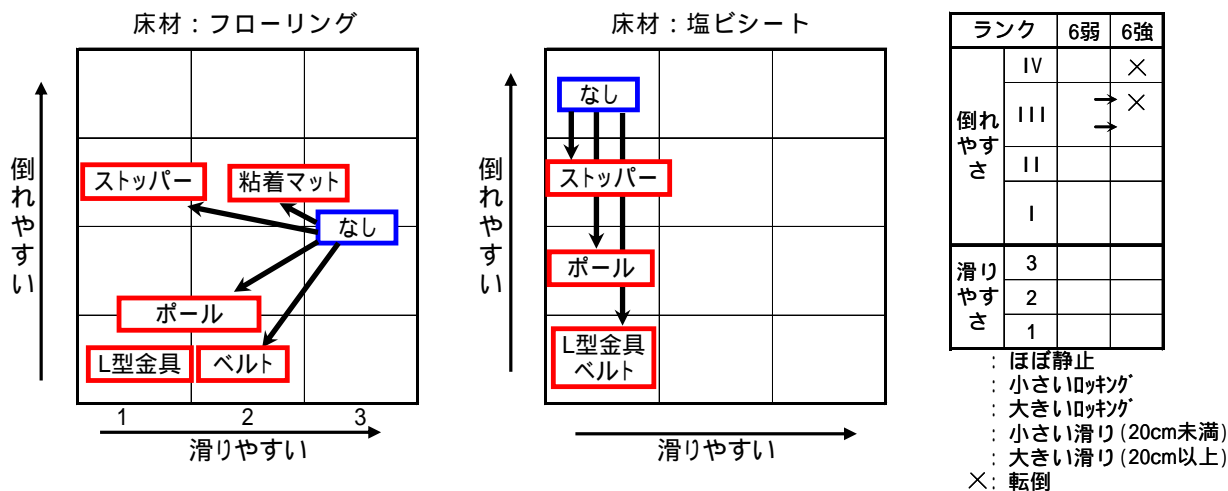 床材：フローリング
倒れやすい
ストッパー
粘着マット
なし
ポール
L型金具
ベルト
1 2 3
滑りやすい
床材：塩ビシート
倒れやすい
なし
ストッパー
ポール
L型金具
ベルト
滑りやすい
ランク 6弱 6強
倒れやすさ
IV ×
III → ×
→
II
I
滑りやすさ
3
2
1
: ほぼ静止
: 小さいﾛｯｷﾝｸﾞ
: 大きいﾛｯｷﾝｸﾞ
: 小さい滑り(20cm未満)
: 大きい滑り(20cm以上)
×: 転倒